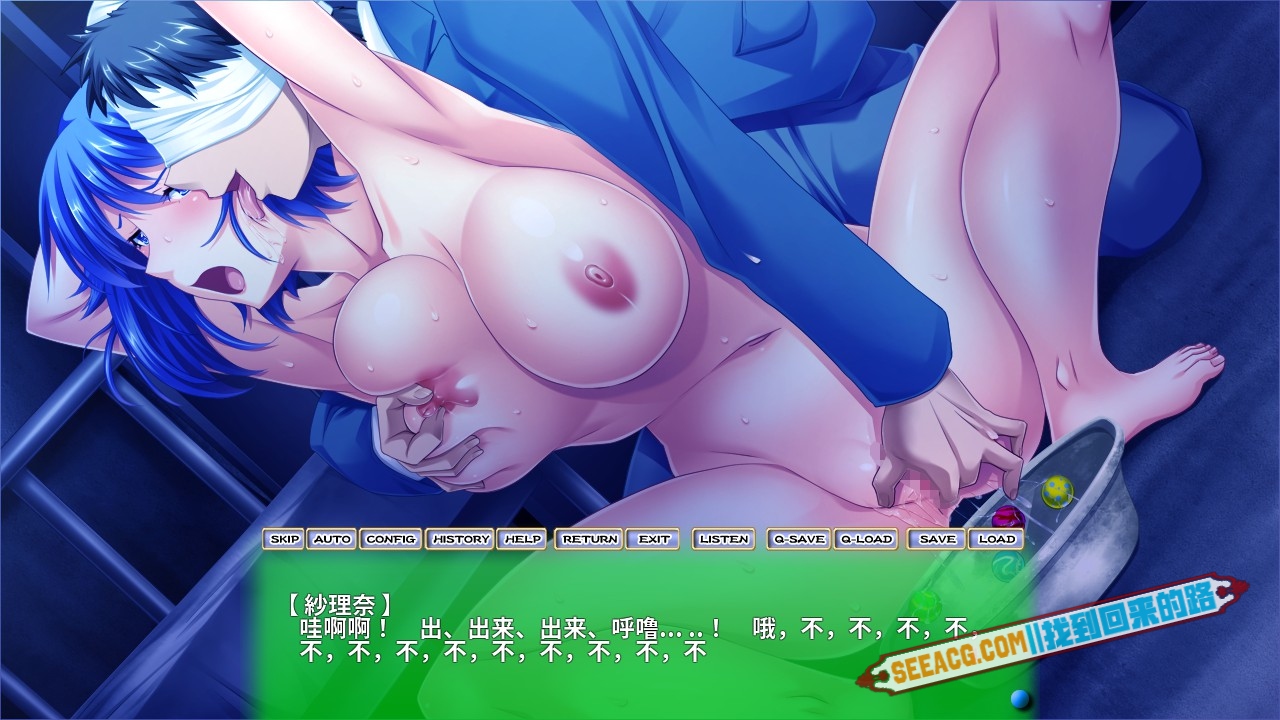 SKIP AUTO CONFIG HISTORY HELP RETURN EXIT LISTEN Q-SAVE Q-LOAD SAVE LOAD
【紗理奈】
哇啊啊！ 出、出来、出来、呼噜.....！ 哦，不，不，不，不，
不，不，不，不，不，不，不，不，不
SEEACG.COM||找到回来的路